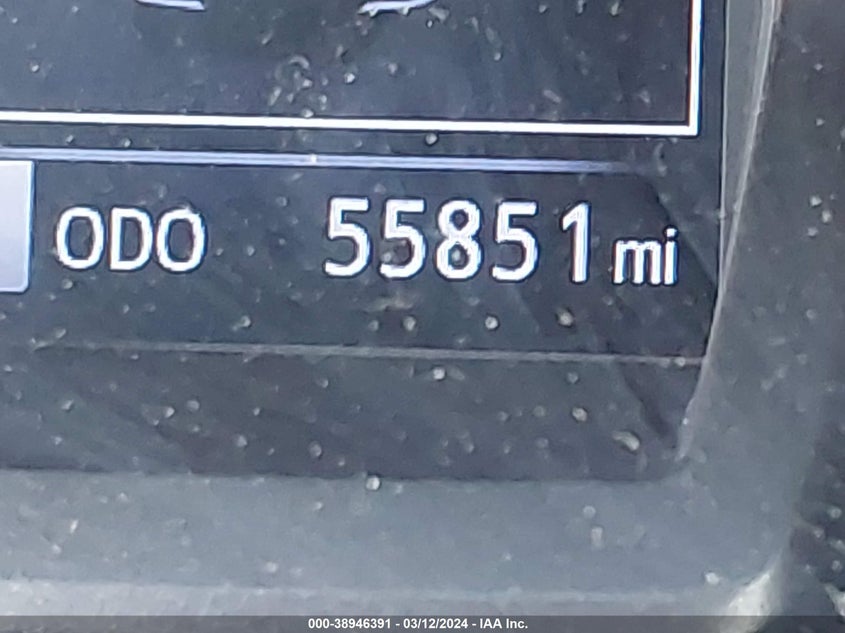 ODO 55851 mi
000-38946391 - 03/12/2024 - IAA Inc.